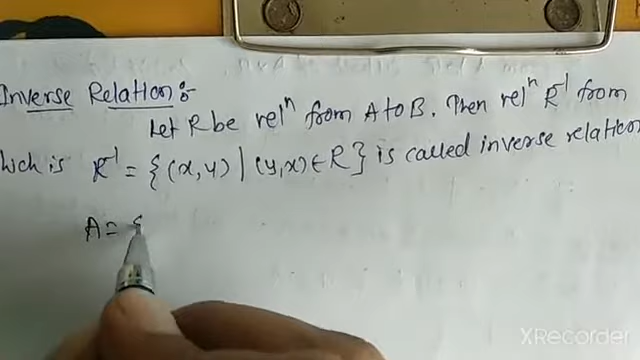 Inverse Relation :-
Let R be relⁿ from A to B. Then relⁿ R⁻¹ from
which is R⁻¹ = {(x, y) | (y, x) ∈ R} is called inverse relation
A = {
XRecorder